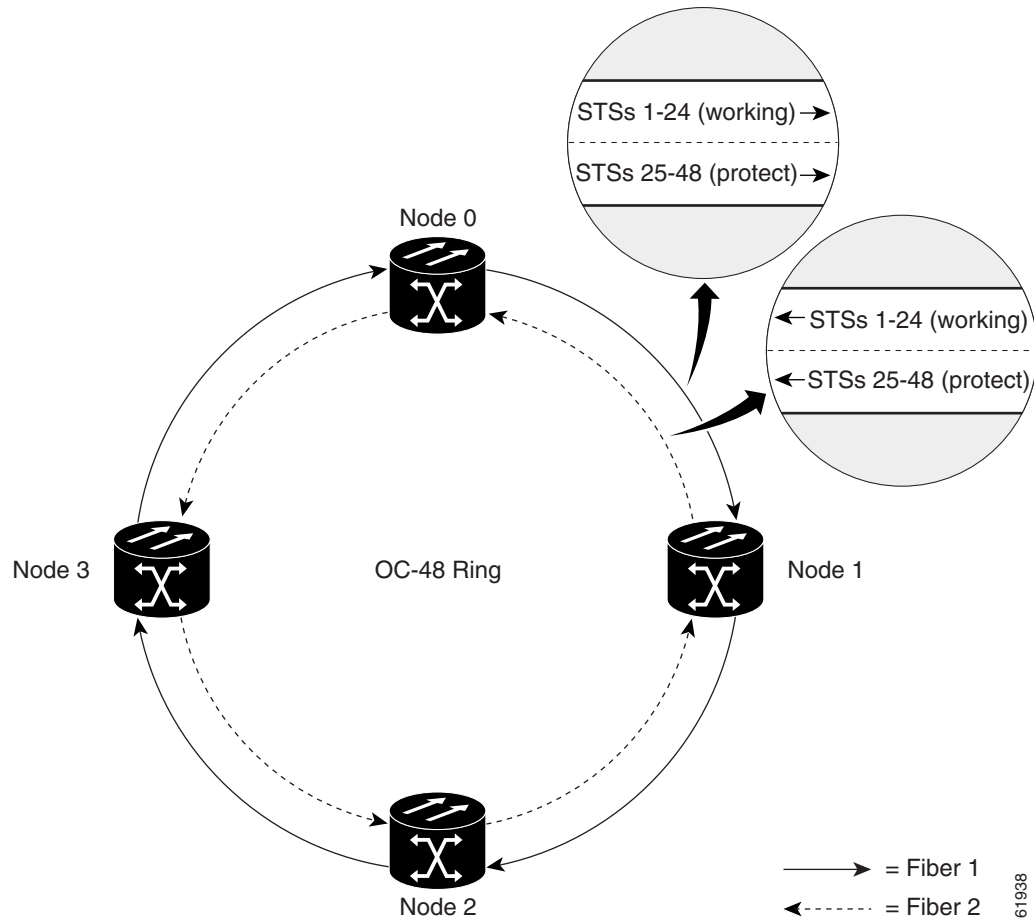 STSs 1-24 (working)
STSs 25-48 (protect)
Node 0
STSs 1-24 (working)
STSs 25-48 (protect)
Node 3
OC-48 Ring
Node 1
= Fiber 1
Node 2
= Fiber 2
61938